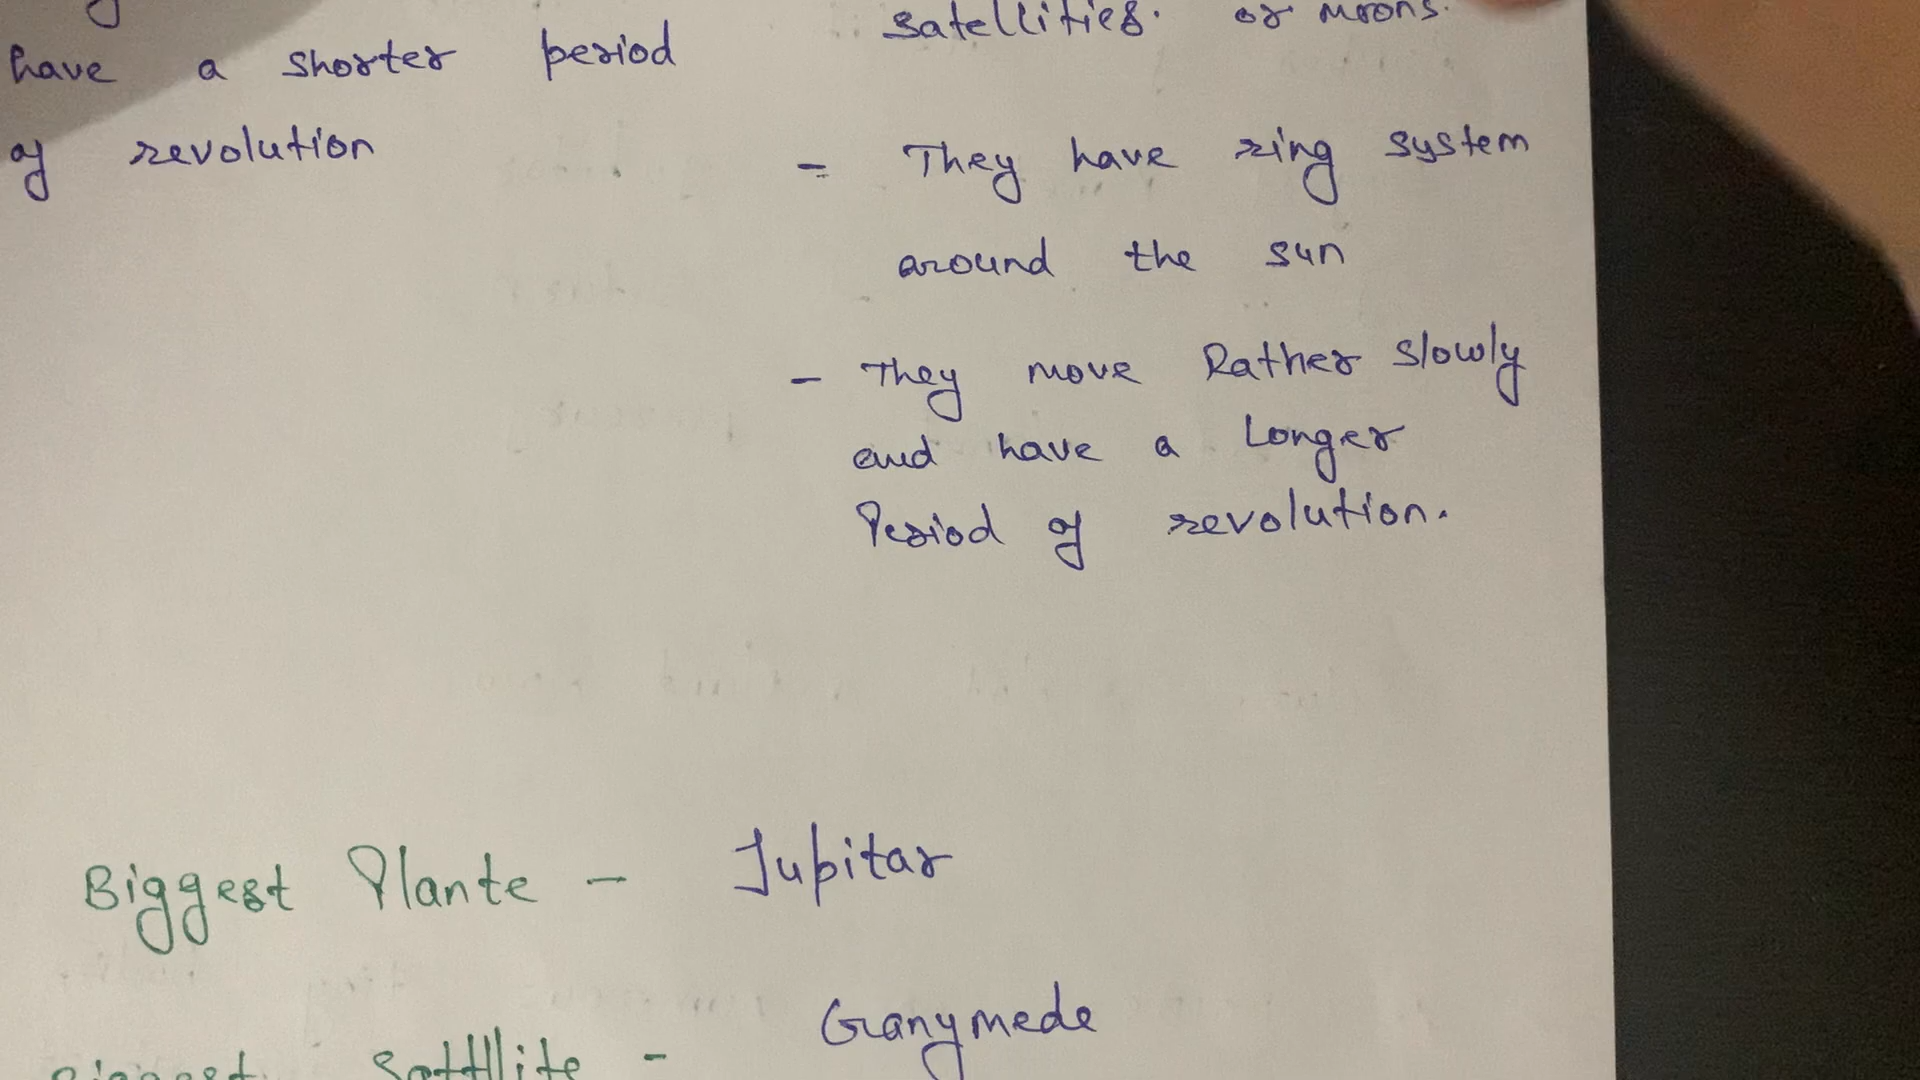 have a shorter period
of revolution
satellities. or moons.
= They have ring system
around the sun
- They move Rather slowly
and have a Longer
Period of revolution.
Biggest Plante - Jupitar
Biggest Sattllite - Ganymede